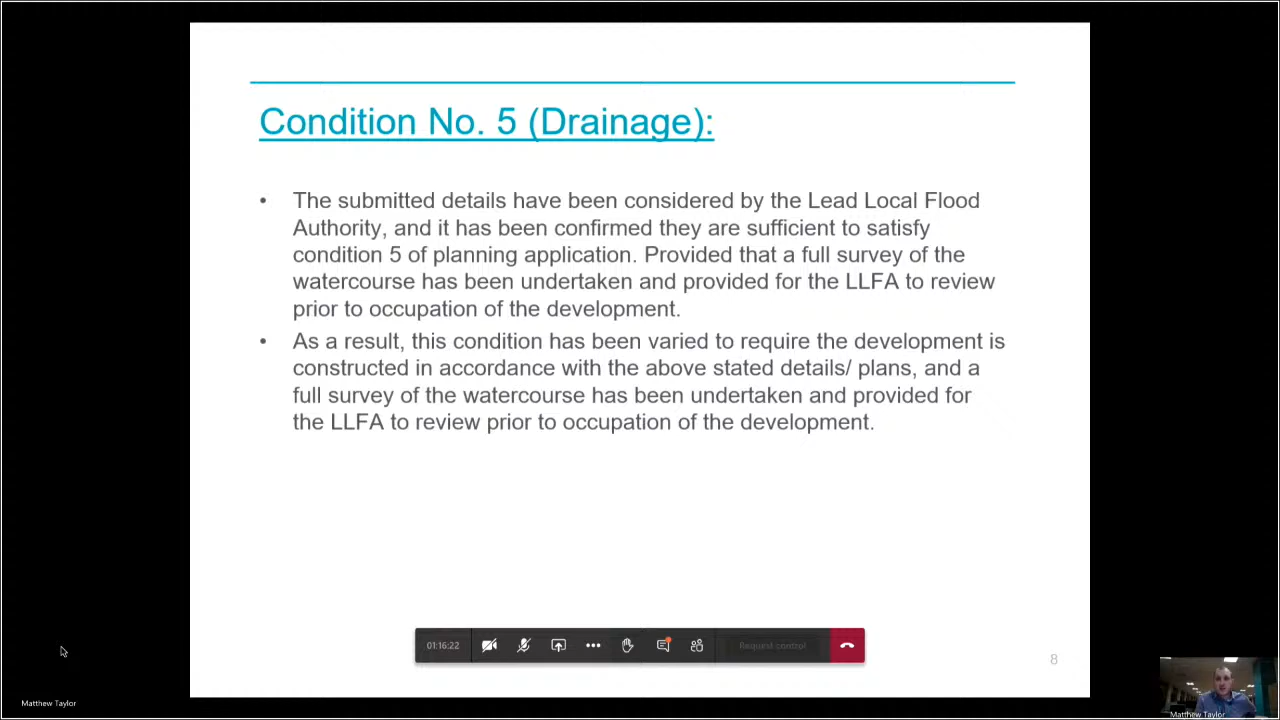 Condition No. 5 (Drainage):
• The submitted details have been considered by the Lead Local Flood
Authority, and it has been confirmed they are sufficient to satisfy
condition 5 of planning application. Provided that a full survey of the
watercourse has been undertaken and provided for the LLFA to review
prior to occupation of the development.
• As a result, this condition has been varied to require the development is
constructed in accordance with the above stated details/ plans, and a
full survey of the watercourse has been undertaken and provided for
the LLFA to review prior to occupation of the development.
01:16:22
Request control
8
Matthew Taylor
Matthew Taylor